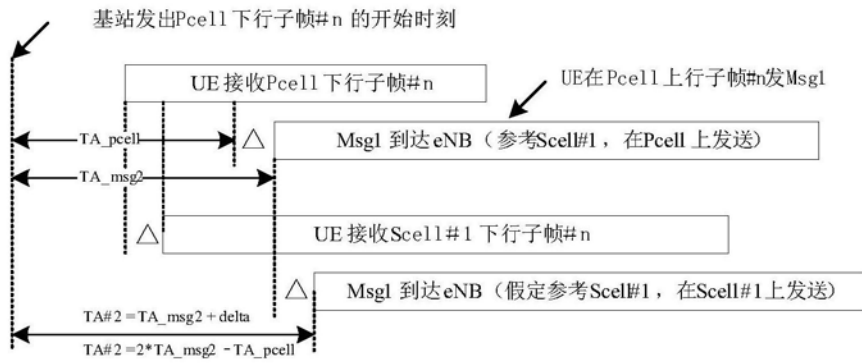 基站发出Pcell下行子帧#n 的开始时刻
UE 接收Pcell 下行子帧#n
UE在Pcell上行子帧#n发Msg1
TA_pcell
△
Msg1 到达eNB（参考Scell#1，在Pcell 上发送）
TA_msg2
△
UE 接收Scell#1 下行子帧#n
△
Msg1 到达eNB（假定参考Scell#1，在Scell#1上发送）
TA#2 =TA_msg2 + delta
TA#2 =2*TA_msg2 -TA_pcell